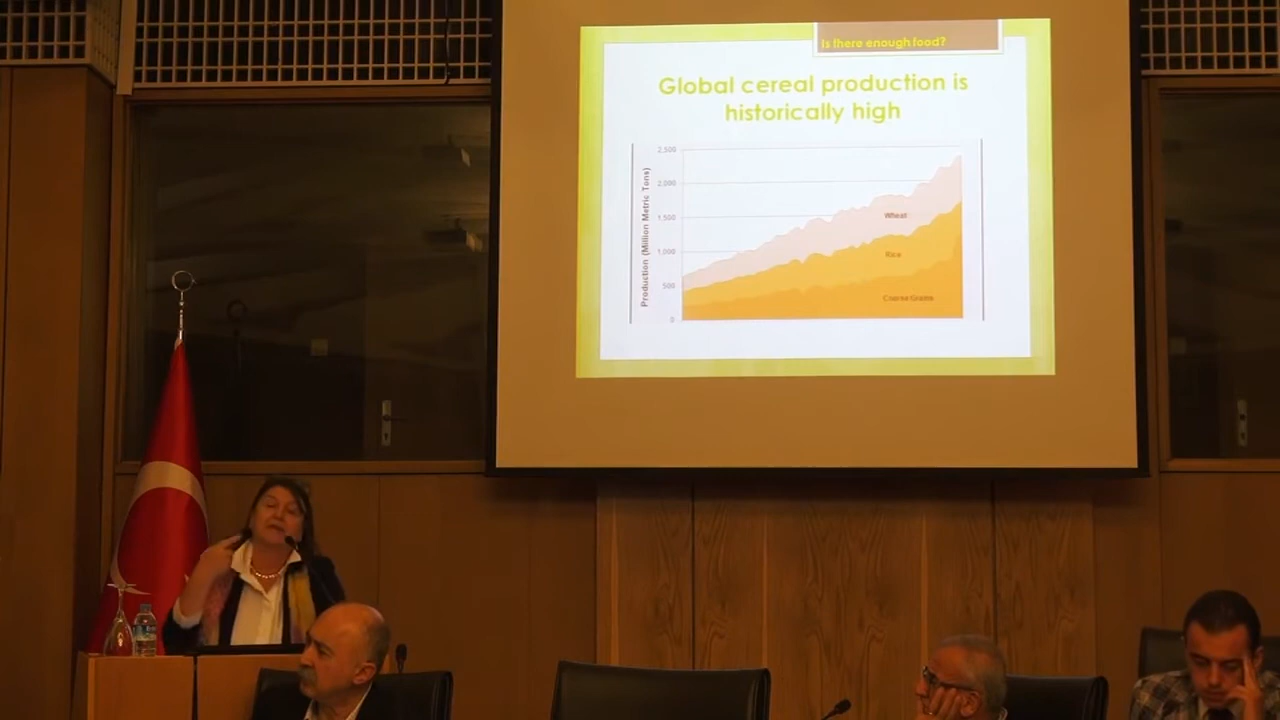 Is there enough food?
Global cereal production is
historically high
Production (Million Metric Tons)
2,500
2,000
1,500
1,000
500
0
Wheat
Rice
Coarse Grains